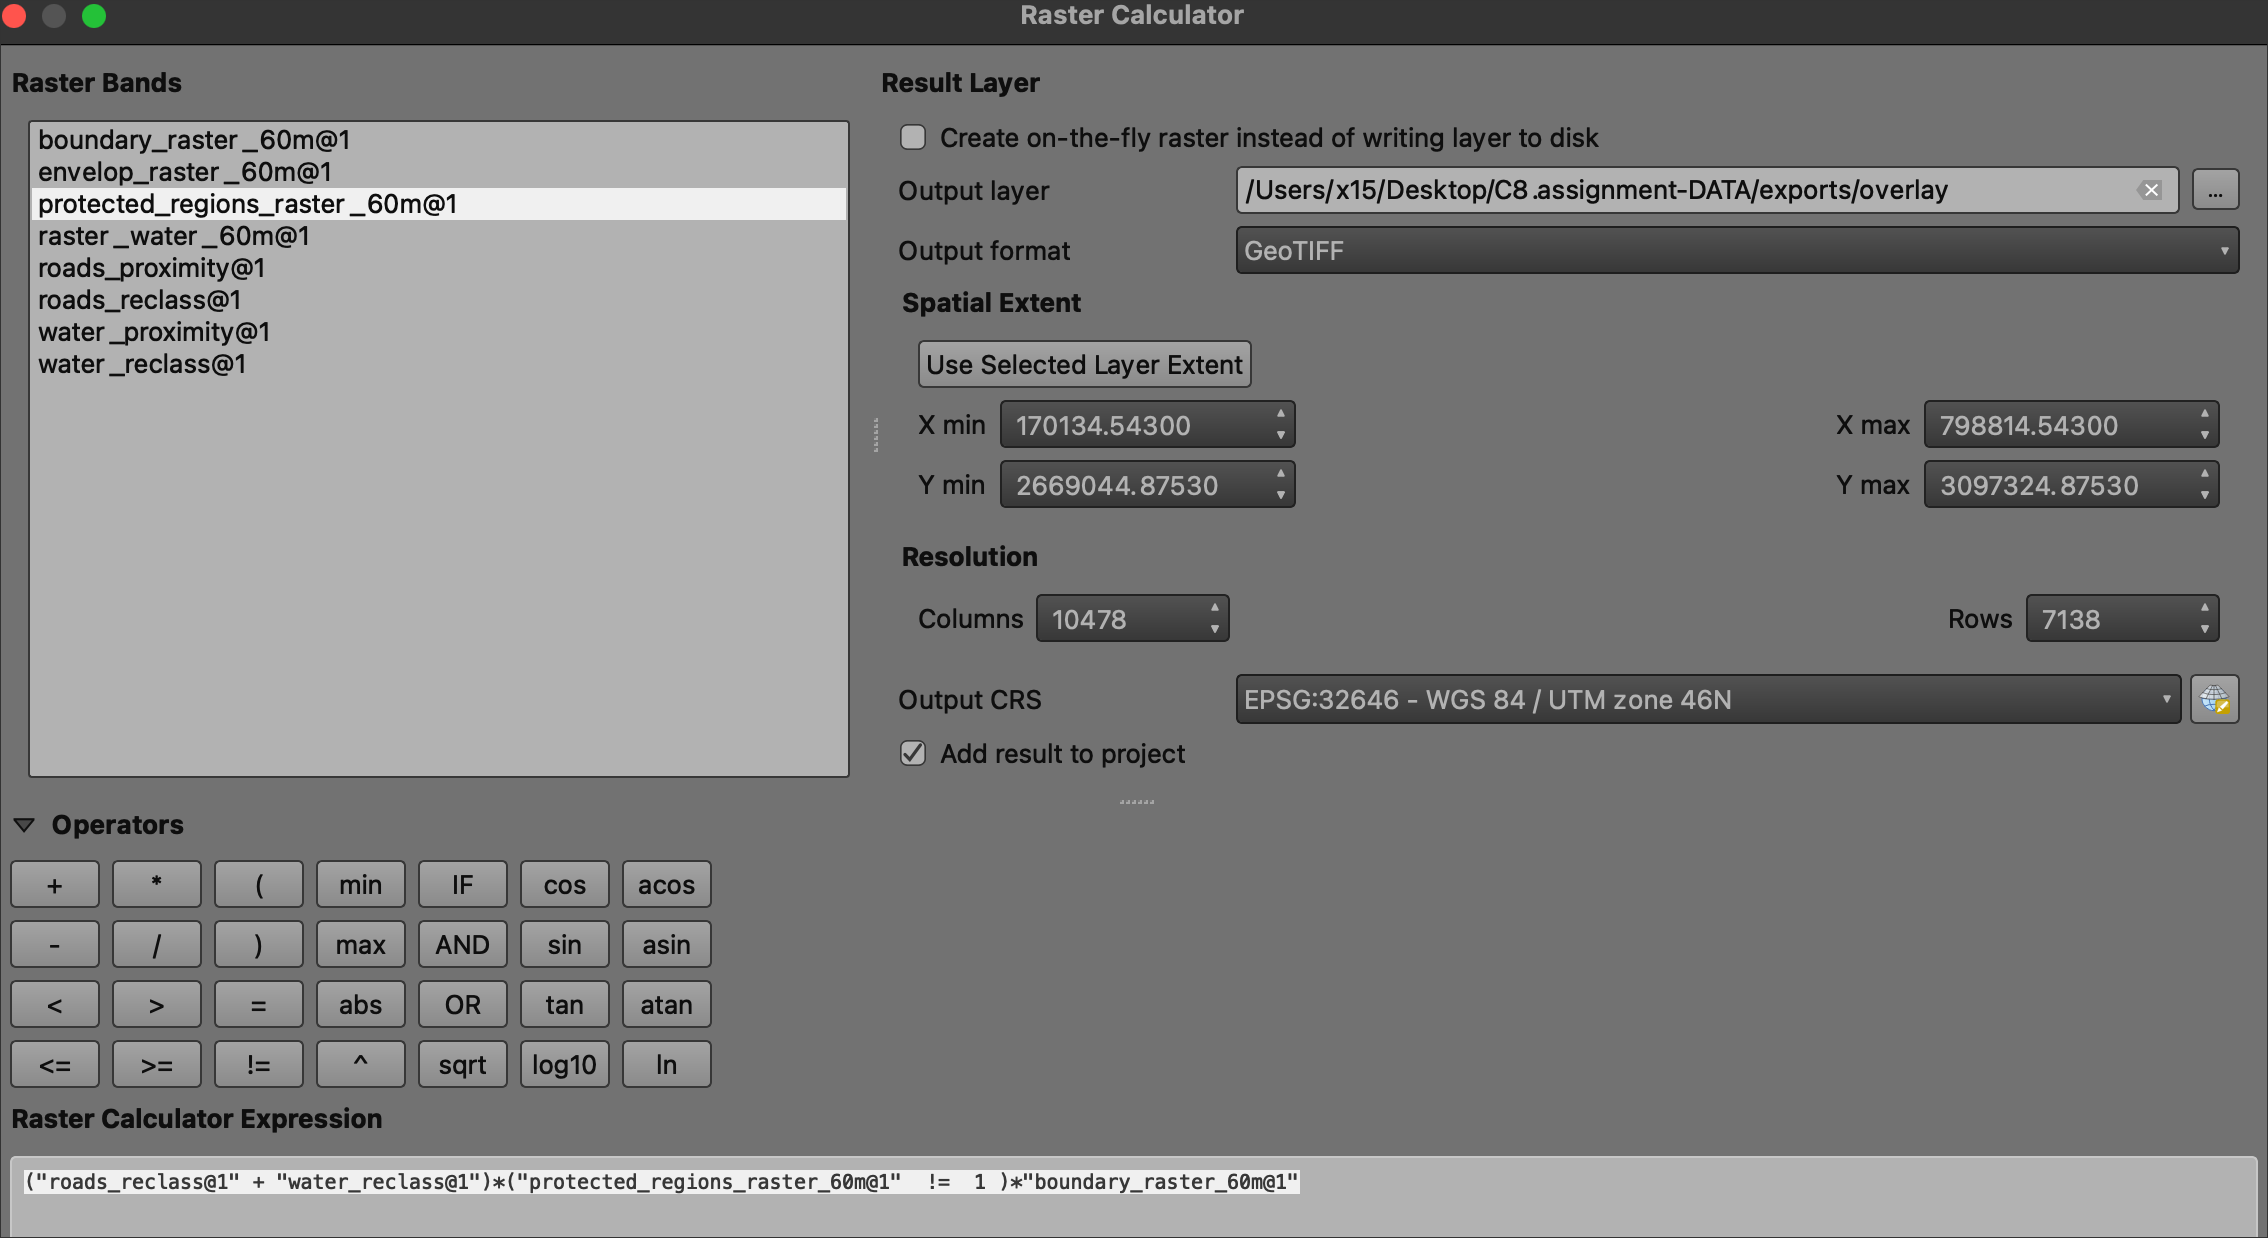 Raster Calculator
Raster Bands
boundary_raster_60m@1
envelop_raster_60m@1
protected_regions_raster_60m@1
raster_water_60m@1
roads_proximity@1
roads_reclass@1
water_proximity@1
water_reclass@1
Result Layer
Create on-the-fly raster instead of writing layer to disk
Output layer /Users/x15/Desktop/C8.assignment-DATA/exports/overlay ...
Output format GeoTIFF
Spatial Extent
Use Selected Layer Extent
X min 170134.54300 X max 798814.54300
Y min 2669044.87530 Y max 3097324.87530
Resolution
Columns 10478 Rows 7138
Output CRS EPSG:32646 - WGS 84 / UTM zone 46N
Add result to project
Operators
+ * ( min IF cos acos
- / ) max AND sin asin
< > = abs OR tan atan
<= >= != ^ sqrt log10 ln
Raster Calculator Expression
("roads_reclass@1" + "water_reclass@1")*("protected_regions_raster_60m@1"  !=  1 )*"boundary_raster_60m@1"